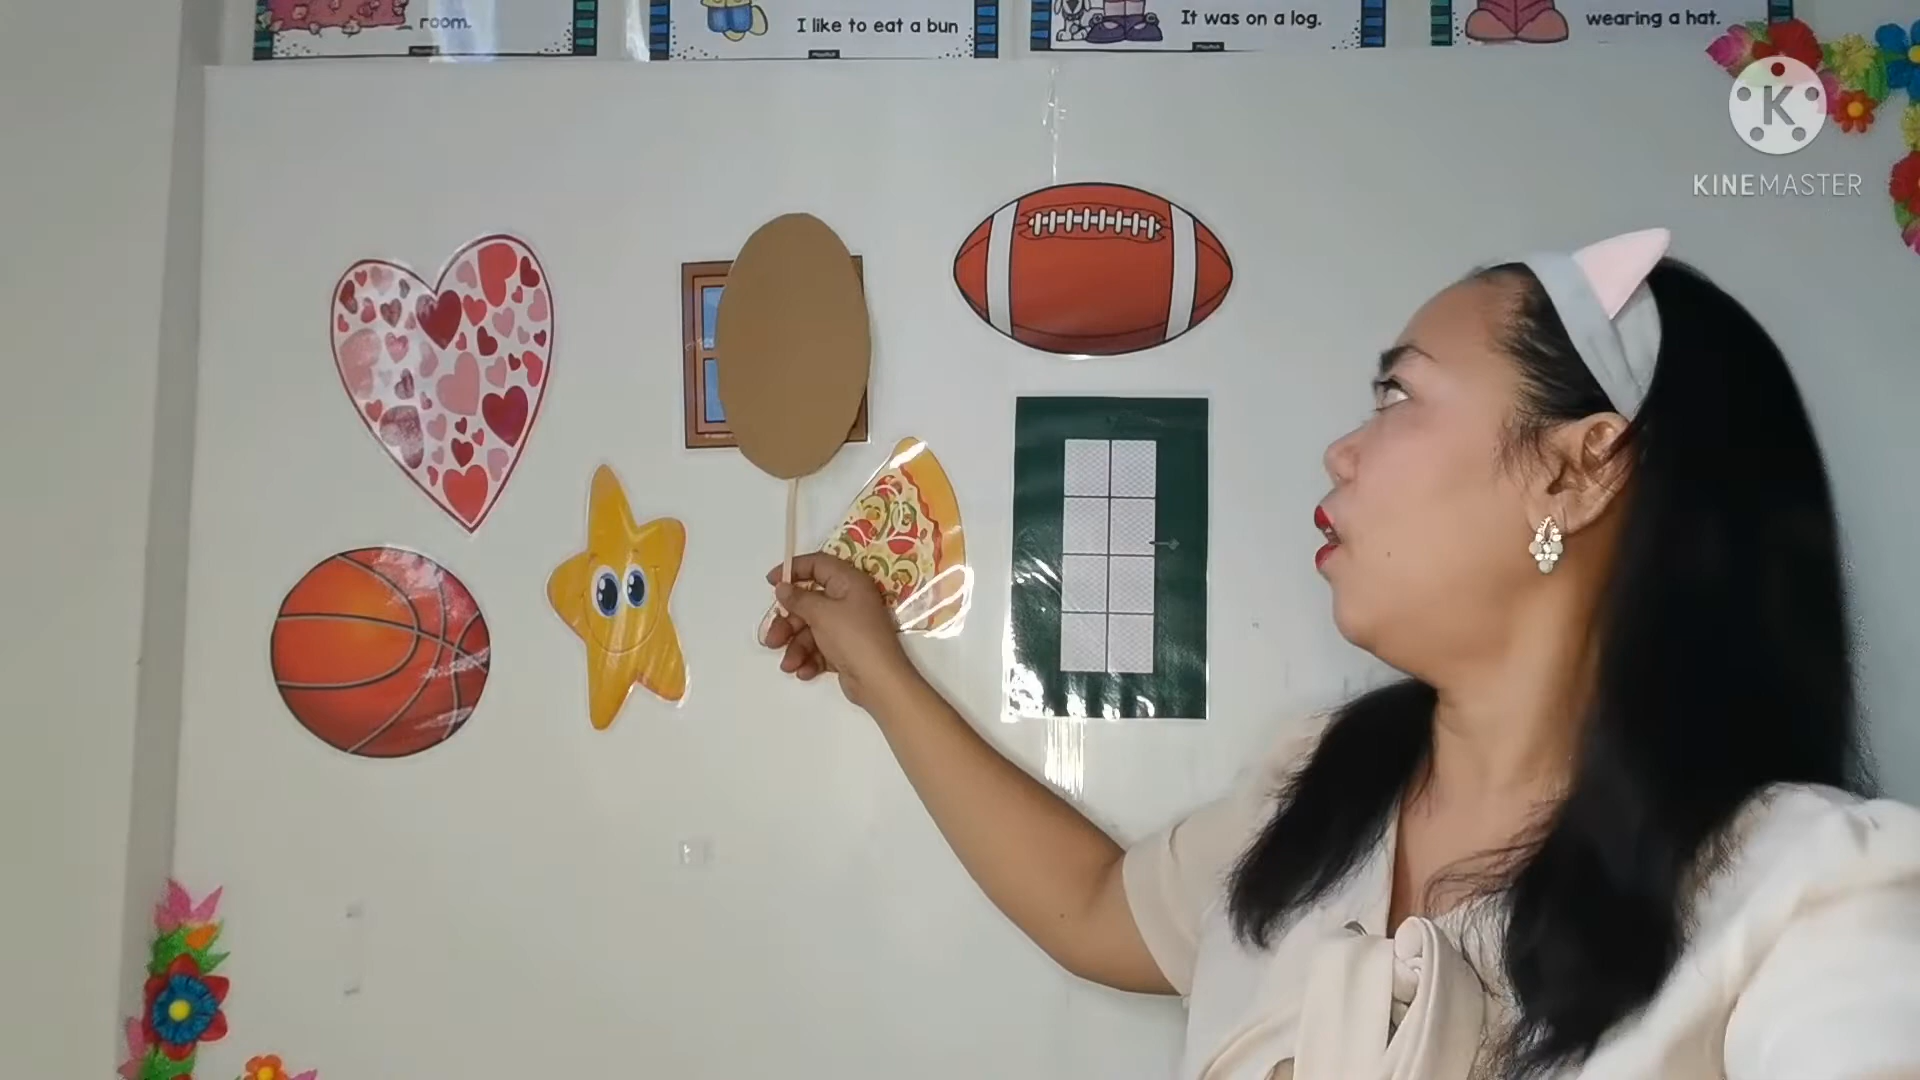 room.
I like to eat a bun
It was on a log.
wearing a hat.
K
KINEMASTER